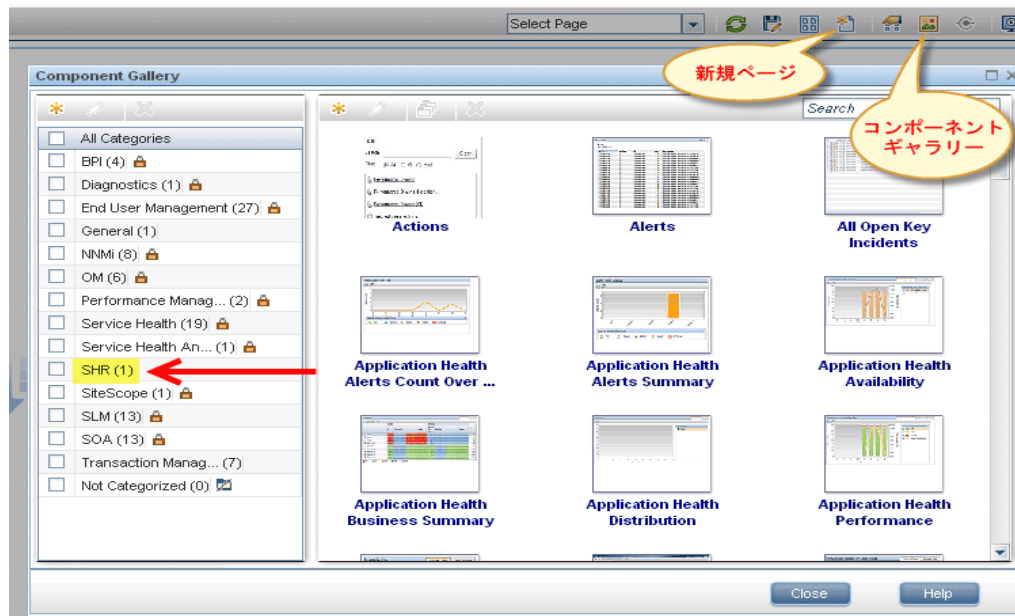 Select Page
新規ページ
Component Gallery
Search
コンポーネント
ギャラリー
All Categories
BPI (4)
Diagnostics (1)
End User Management (27)
General (1)
NNMi (8)
OM (6)
Performance Manag... (2)
Service Health (19)
Service Health An... (1)
SHR (1)
SiteScope (1)
SLM (13)
SOA (13)
Transaction Manag... (7)
Not Categorized (0)
Actions
Alerts
All Open Key
Incidents
Application Health
Alerts Count Over ...
Application Health
Alerts Summary
Application Health
Availability
Application Health
Business Summary
Application Health
Distribution
Application Health
Performance
Close
Help